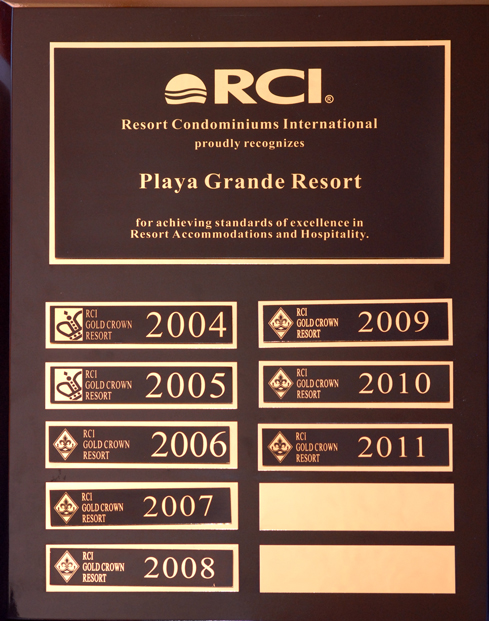 RCI®
Resort Condominiums International
proudly recognizes
Playa Grande Resort
for achieving standards of excellence in
Resort Accommodations and Hospitality.
RCI
GOLD CROWN
RESORT
2004
RCI
GOLD CROWN
RESORT
2005
RCI
GOLD CROWN
RESORT
2006
RCI
GOLD CROWN
RESORT
2007
RCI
GOLD CROWN
RESORT
2008
RCI
GOLD CROWN
RESORT
2009
RCI
GOLD CROWN
RESORT
2010
RCI
GOLD CROWN
RESORT
2011